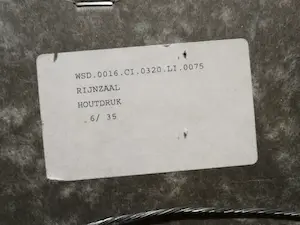 WSD.0016.CI.0320.LI.0075
RIJNZAAL
HOUTDRUK
.6/ 35